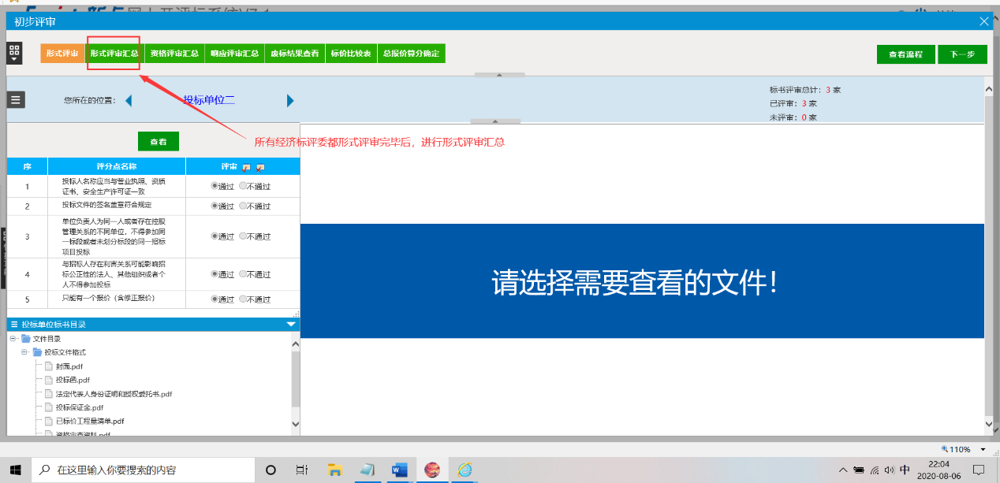 初步评审
形式评审
形式评审汇总
资格评审汇总
响应评审汇总
废标结果查看
标价比较表
总报价算分确定
查看流程
下一步
您所在的位置：
投标单位二
标书评审总计：3 家
已评审：3 家
未评审：0 家
查看
所有经济标评委都形式评审完毕后，进行形式评审汇总
序 评分点名称 评审
1 投标人名称应当与营业执照、资质
证书、安全生产许可证一致 通过 不通过
2 投标文件的签名盖章符合规定 通过 不通过
3 单位负责人为同一人或者存在控股
管理关系的不同单位，不得参加同
一标段或者未划分标段的同一招标
项目投标 通过 不通过
4 与招标人存在利害关系可能影响招
标公正性的法人、其他组织或者个
人不得参加投标 通过 不通过
5 只能有一个报价（含修正报价） 通过 不通过
请选择需要查看的文件！
投标单位标书目录
文件目录
投标文件格式
封面.pdf
投标函.pdf
法定代表人身份证明和授权委托书.pdf
投标保证金.pdf
已标价工程量清单.pdf
资格审查资料.pdf
110%
在这里输入你要搜索的内容
中
22:04
2020-08-06